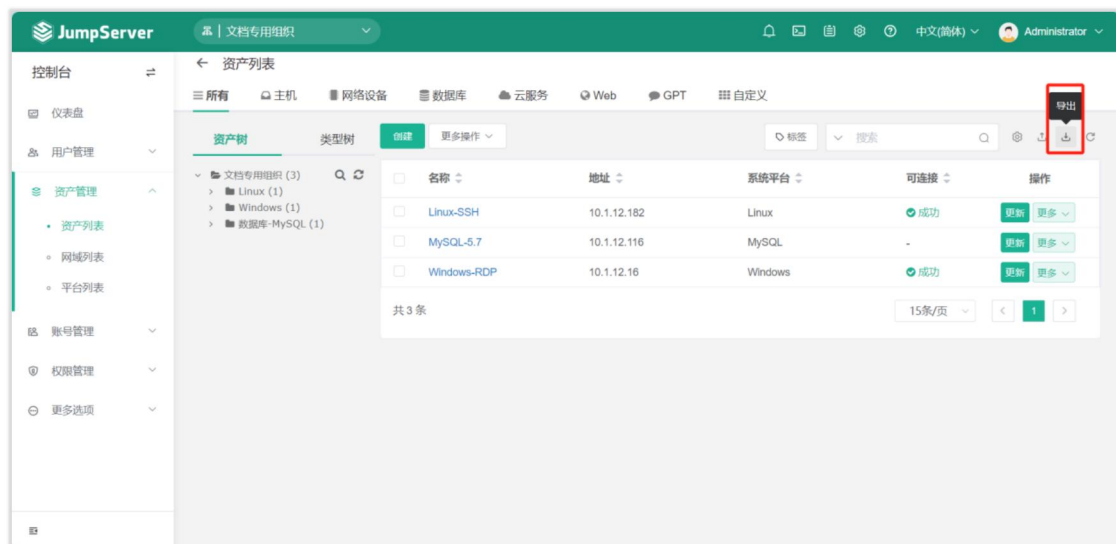 JumpServer
文档专用组织
中文(简体)
Administrator
控制台
资产列表
所有 主机 网络设备 数据库 云服务 Web GPT 自定义
导出
仪表盘
用户管理
资产管理
资产列表
网域列表
平台列表
账号管理
权限管理
更多选项
资产树 类型树
文档专用组织 (3)
Linux (1)
Windows (1)
数据库-MySQL (1)
创建 更多操作 标签 搜索
名称 地址 系统平台 可连接 操作
Linux-SSH 10.1.12.182 Linux 成功 更新 更多
MySQL-5.7 10.1.12.116 MySQL - 更新 更多
Windows-RDP 10.1.12.16 Windows 成功 更新 更多
共 3 条 15条/页 1